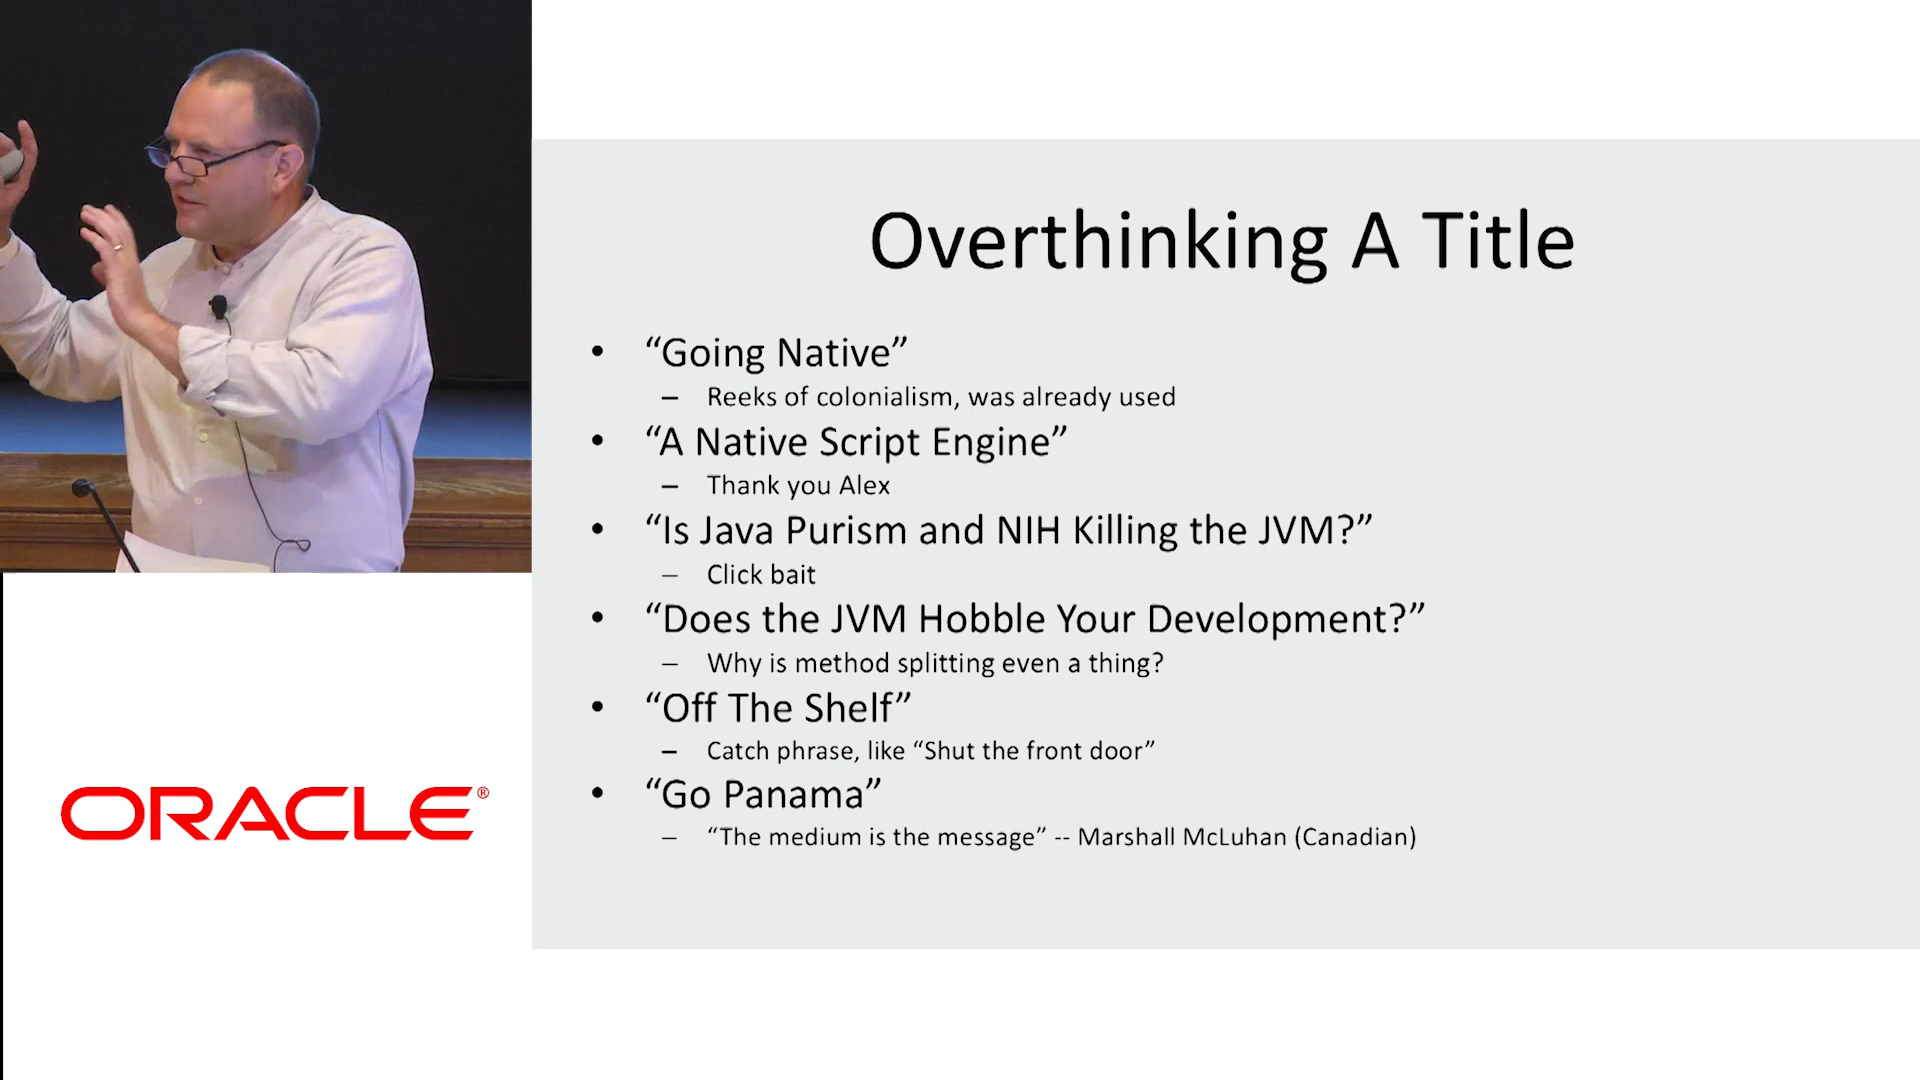 Overthinking A Title
• “Going Native”
– Reeks of colonialism, was already used
• “A Native Script Engine”
– Thank you Alex
• “Is Java Purism and NIH Killing the JVM?”
– Click bait
• “Does the JVM Hobble Your Development?”
– Why is method splitting even a thing?
• “Off The Shelf”
– Catch phrase, like “Shut the front door”
• “Go Panama”
– “The medium is the message” -- Marshall McLuhan (Canadian)
ORACLE®